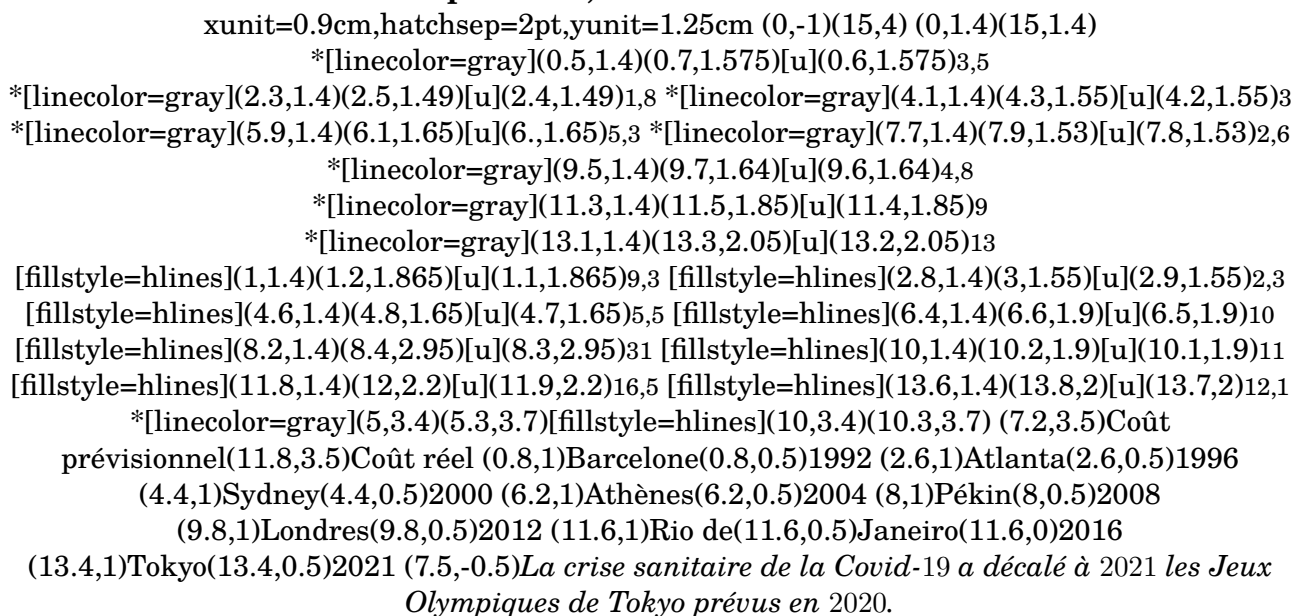 xunit=0.9cm,hatchsep=2pt,yunit=1.25cm (0,-1)(15,4) (0,1.4)(15,1.4)
*[linecolor=gray](0.5,1.4)(0.7,1.575)[u](0.6,1.575)3,5
*[linecolor=gray](2.3,1.4)(2.5,1.49)[u](2.4,1.49)1,8 *[linecolor=gray](4.1,1.4)(4.3,1.55)[u](4.2,1.55)3
*[linecolor=gray](5.9,1.4)(6.1,1.65)[u](6.,1.65)5,3 *[linecolor=gray](7.7,1.4)(7.9,1.53)[u](7.8,1.53)2,6
*[linecolor=gray](9.5,1.4)(9.7,1.64)[u](9.6,1.64)4,8
*[linecolor=gray](11.3,1.4)(11.5,1.85)[u](11.4,1.85)9
*[linecolor=gray](13.1,1.4)(13.3,2.05)[u](13.2,2.05)13
[fillstyle=hlines](1,1.4)(1.2,1.865)[u](1.1,1.865)9,3 [fillstyle=hlines](2.8,1.4)(3,1.55)[u](2.9,1.55)2,3
[fillstyle=hlines](4.6,1.4)(4.8,1.65)[u](4.7,1.65)5,5 [fillstyle=hlines](6.4,1.4)(6.6,1.9)[u](6.5,1.9)10
[fillstyle=hlines](8.2,1.4)(8.4,2.95)[u](8.3,2.95)31 [fillstyle=hlines](10,1.4)(10.2,1.9)[u](10.1,1.9)11
[fillstyle=hlines](11.8,1.4)(12,2.2)[u](11.9,2.2)16,5 [fillstyle=hlines](13.6,1.4)(13.8,2)[u](13.7,2)12,1
*[linecolor=gray](5,3.4)(5.3,3.7)[fillstyle=hlines](10,3.4)(10.3,3.7) (7.2,3.5)Coût
prévisionnel(11.8,3.5)Coût réel (0.8,1)Barcelone(0.8,0.5)1992 (2.6,1)Atlanta(2.6,0.5)1996
(4.4,1)Sydney(4.4,0.5)2000 (6.2,1)Athènes(6.2,0.5)2004 (8,1)Pékin(8,0.5)2008
(9.8,1)Londres(9.8,0.5)2012 (11.6,1)Rio de(11.6,0.5)Janeiro(11.6,0)2016
(13.4,1)Tokyo(13.4,0.5)2021 (7.5,-0.5)La crise sanitaire de la Covid-19 a décalé à 2021 les Jeux
Olympiques de Tokyo prévus en 2020.